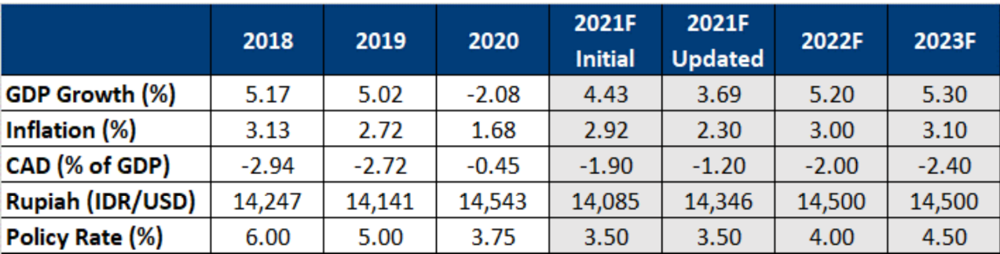 2018 2019 2020 2021F Initial 2021F Updated 2022F 2023F
GDP Growth (%) 5.17 5.02 -2.08 4.43 3.69 5.20 5.30
Inflation (%) 3.13 2.72 1.68 2.92 2.30 3.00 3.10
CAD (% of GDP) -2.94 -2.72 -0.45 -1.90 -1.20 -2.00 -2.40
Rupiah (IDR/USD) 14,247 14,141 14,543 14,085 14,346 14,500 14,500
Policy Rate (%) 6.00 5.00 3.75 3.50 3.50 4.00 4.50